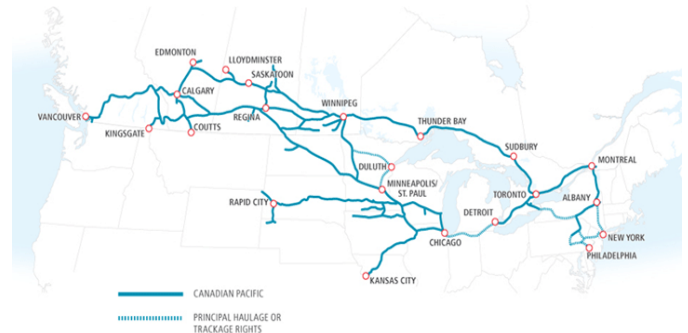 EDMONTON
LLOYDMINSTER
SASKATOON
CALGARY
WINNIPEG
VANCOUVER
REGINA
THUNDER BAY
KINGSGATE
COUTTS
SUDBURY
DULUTH
MONTREAL
MINNEAPOLIS/
ST. PAUL
TORONTO
ALBANY
RAPID CITY
DETROIT
CHICAGO
NEW YORK
PHILADELPHIA
KANSAS CITY
CANADIAN PACIFIC
PRINCIPAL HAULAGE OR
TRACKAGE RIGHTS